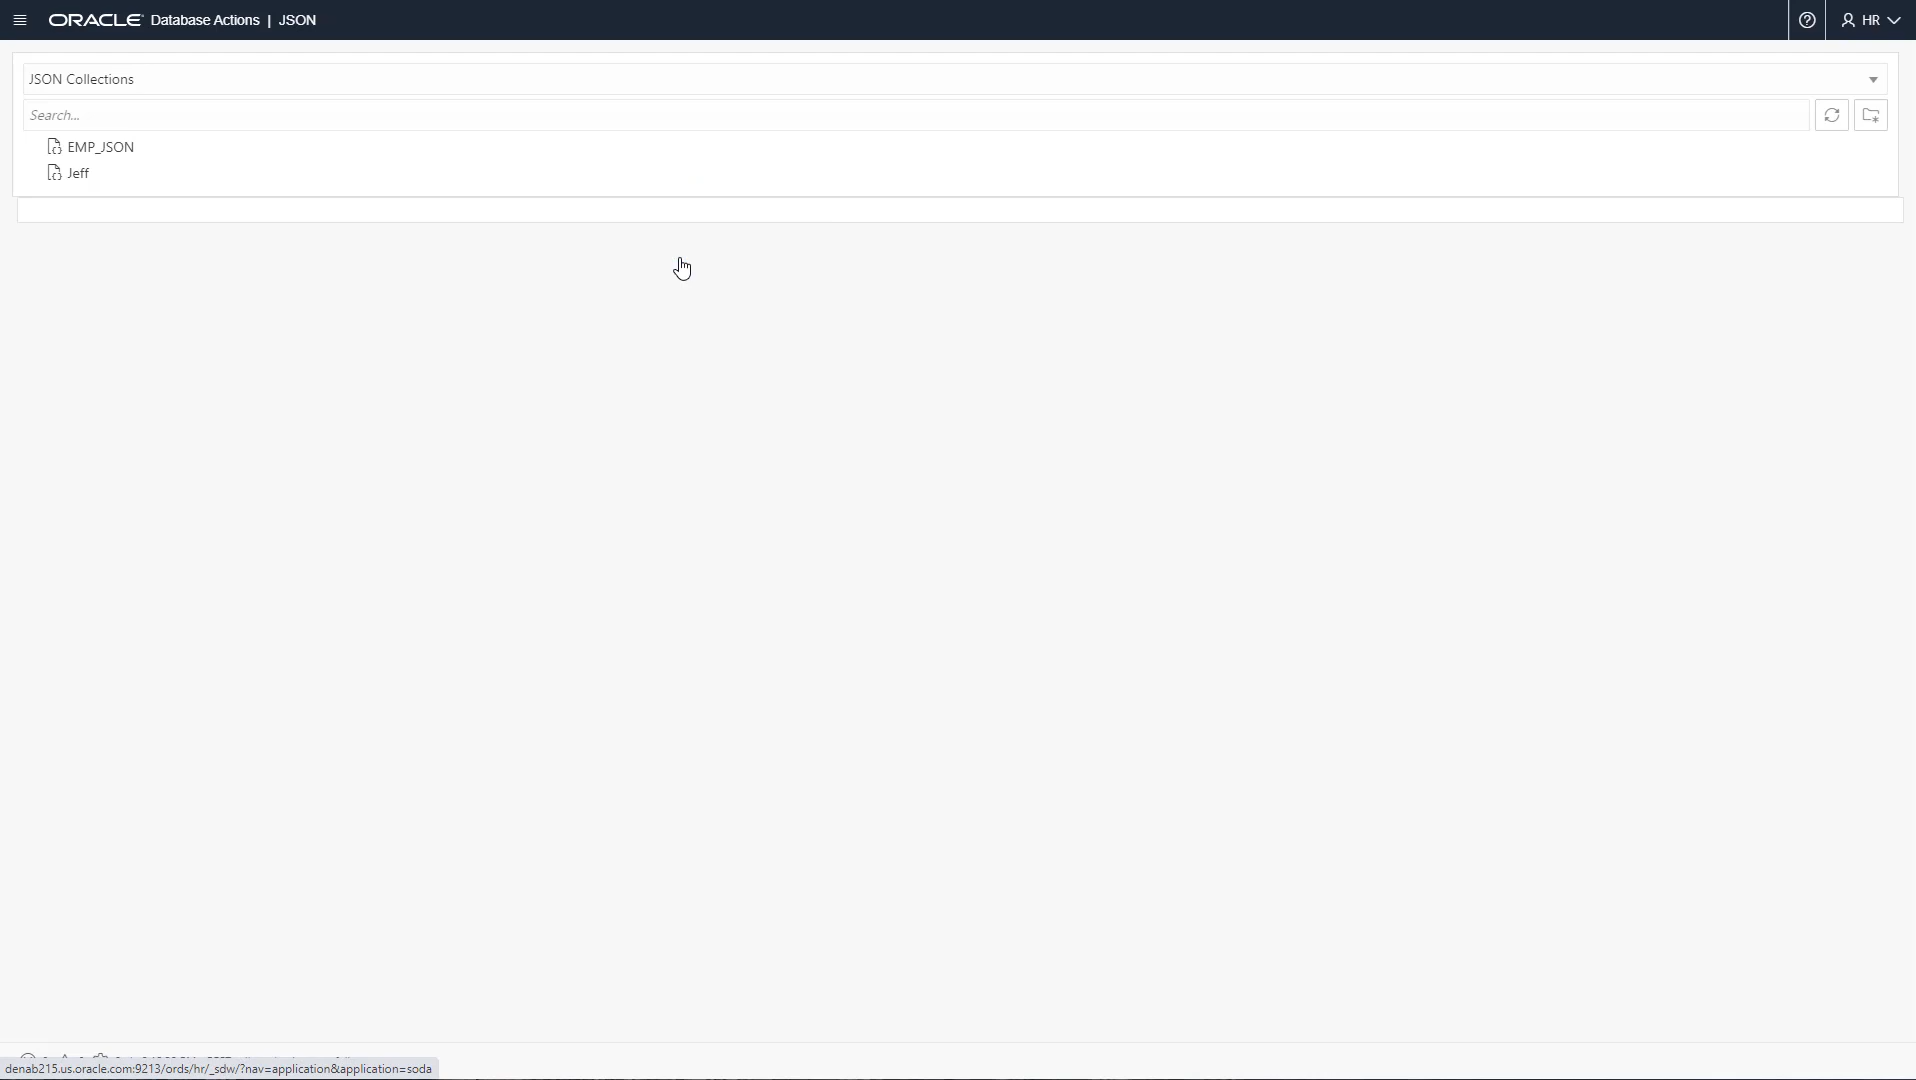 ORACLE Database Actions | JSON
HR
JSON Collections
Search...
EMP_JSON
Jeff
denab215.us.oracle.com:9213/ords/hr/_sdw/?nav=application&application=soda